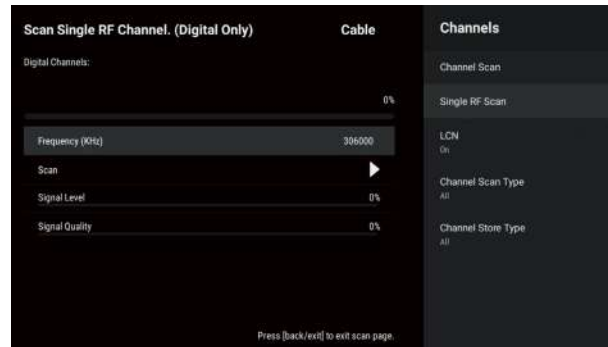 Scan Single RF Channel. (Digital Only) Cable
Digital Channels:
0%
Frequency (KHz) 306000
Scan
Signal Level 0%
Signal Quality 0%
Press [back/exit] to exit scan page.
Channels
Channel Scan
Single RF Scan
LCN
On
Channel Scan Type
All
Channel Store Type
All